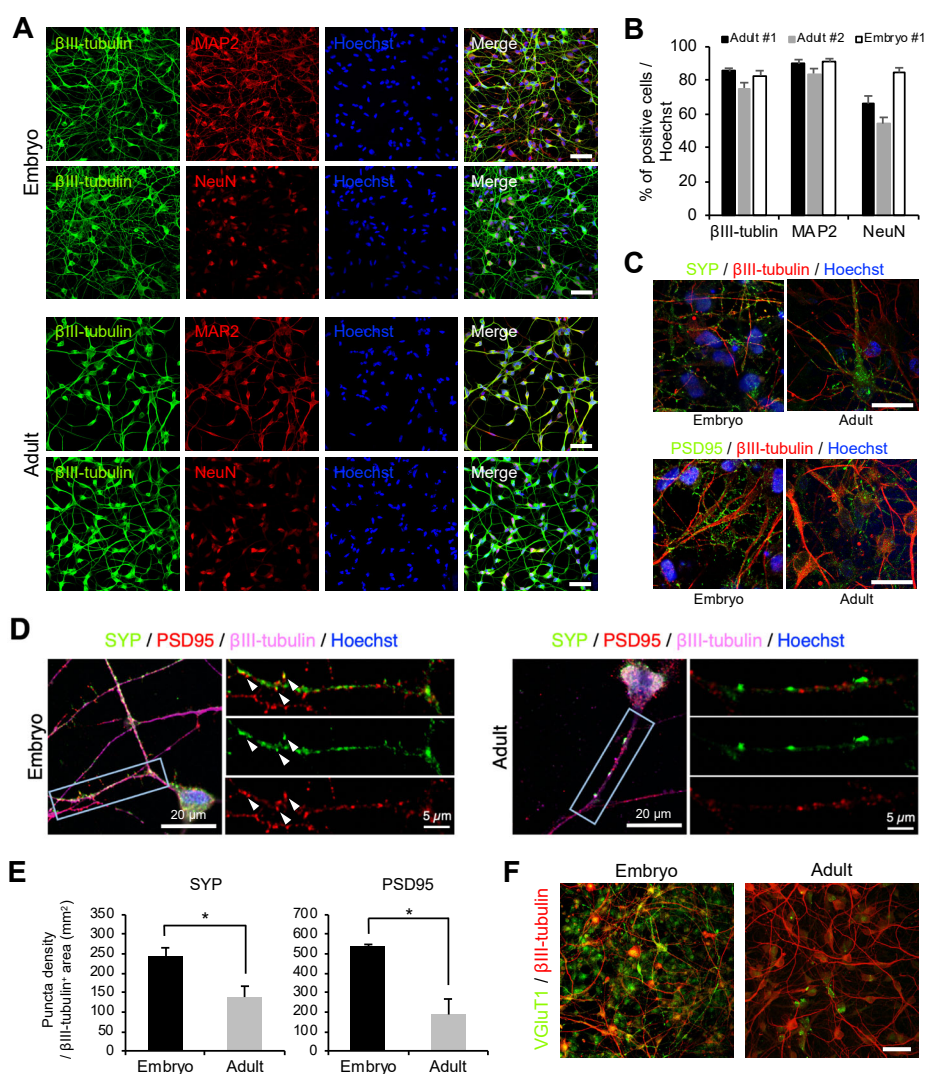 A
βIII-tubulin MAP2 Hoechst Merge
Embryo
βIII-tubulin NeuN Hoechst Merge
βIII-tubulin MAR2 Hoechst Merge
Adult
βIII-tubulin NeuN Hoechst Merge
B
Adult #1 Adult #2 Embryo #1
% of positive cells /
Hoechst
100
80
60
40
20
0
βIII-tublin MAP2 NeuN
C
SYP / βIII-tubulin / Hoechst
Embryo Adult
PSD95 / βIII-tubulin / Hoechst
Embryo Adult
D
SYP / PSD95 / βIII-tubulin / Hoechst
Embryo
20 µm
5 µm
SYP / PSD95 / βIII-tubulin / Hoechst
Adult
20 µm
5 µm
E
SYP
Puncta density
/ βIII-tubulin⁺ area (mm²)
350
300
250
200
150
100
50
0
*
Embryo Adult
PSD95
700
600
500
400
300
200
100
0
*
Embryo Adult
F
Embryo Adult
VGluT1 / βIII-tubulin